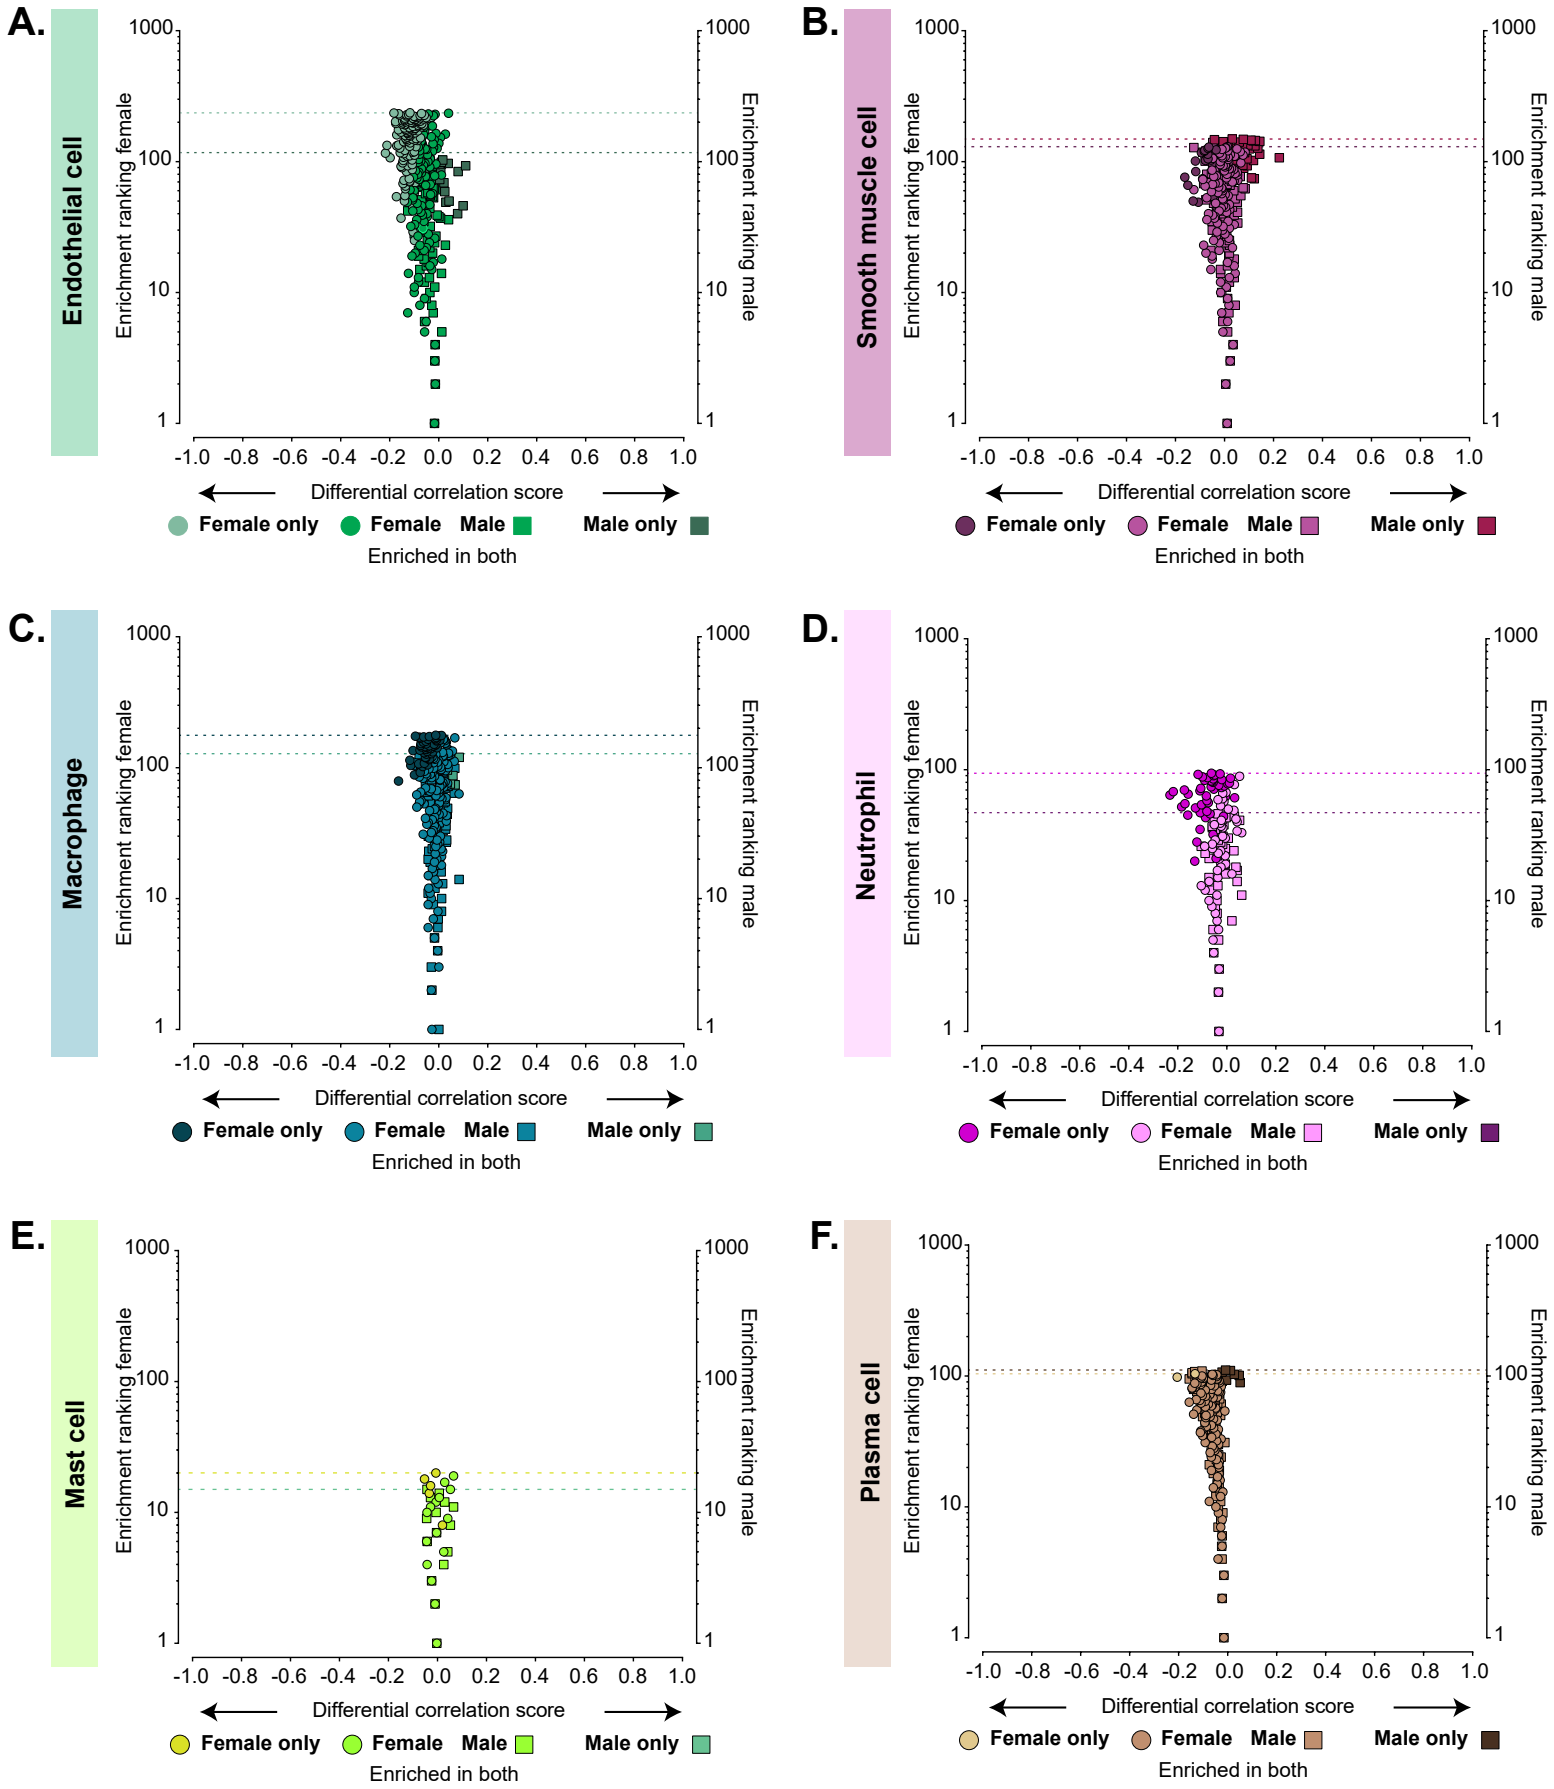 A.
Endothelial cell
Enrichment ranking female
1000
100
10
1
1000
100
10
1
Enrichment ranking male
-1.0 -0.8 -0.6 -0.4 -0.2 0.0 0.2 0.4 0.6 0.8 1.0
Differential correlation score
Female only Female Male Male only
Enriched in both
B.
Smooth muscle cell
Enrichment ranking female
1000
100
10
1
1000
100
10
1
Enrichment ranking male
-1.0 -0.8 -0.6 -0.4 -0.2 0.0 0.2 0.4 0.6 0.8 1.0
Differential correlation score
Female only Female Male Male only
Enriched in both
C.
Macrophage
Enrichment ranking female
1000
100
10
1
1000
100
10
1
Enrichment ranking male
-1.0 -0.8 -0.6 -0.4 -0.2 0.0 0.2 0.4 0.6 0.8 1.0
Differential correlation score
Female only Female Male Male only
Enriched in both
D.
Neutrophil
Enrichment ranking female
1000
100
10
1
1000
100
10
1
Enrichment ranking male
-1.0 -0.8 -0.6 -0.4 -0.2 0.0 0.2 0.4 0.6 0.8 1.0
Differential correlation score
Female only Female Male Male only
Enriched in both
E.
Mast cell
Enrichment ranking female
1000
100
10
1
1000
100
10
1
Enrichment ranking male
-1.0 -0.8 -0.6 -0.4 -0.2 0.0 0.2 0.4 0.6 0.8 1.0
Differential correlation score
Female only Female Male Male only
Enriched in both
F.
Plasma cell
Enrichment ranking female
1000
100
10
1
1000
100
10
1
Enrichment ranking male
-1.0 -0.8 -0.6 -0.4 -0.2 0.0 0.2 0.4 0.6 0.8 1.0
Differential correlation score
Female only Female Male Male only
Enriched in both